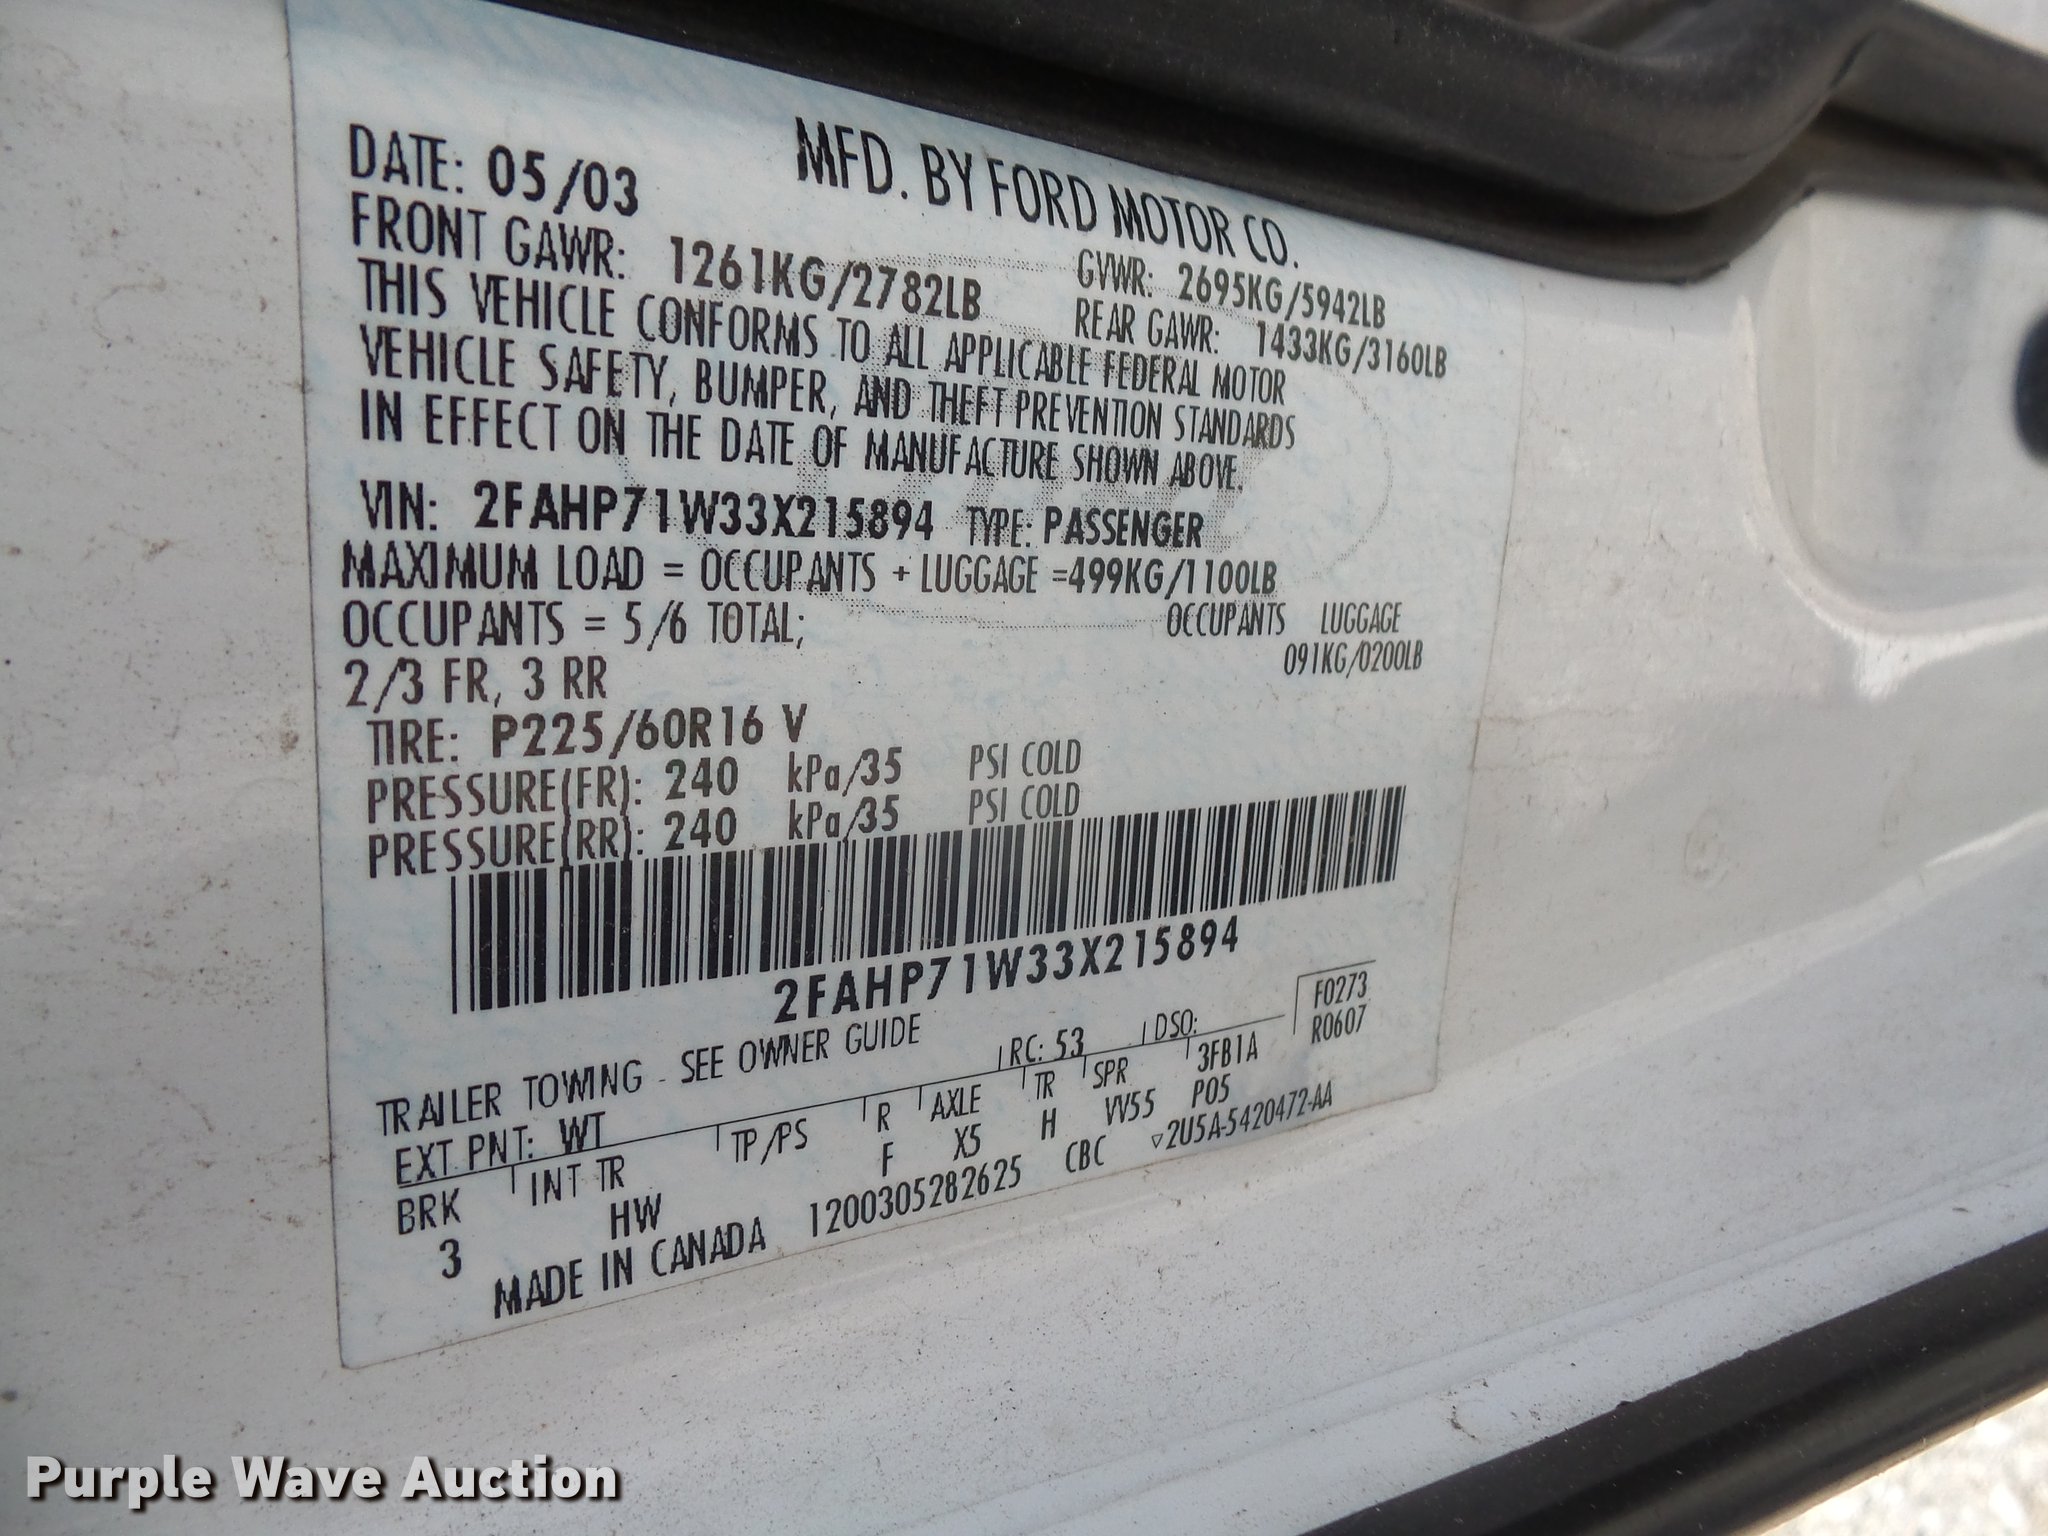 MFD. BY FORD MOTOR CO.
DATE: 05/03 GVWR: 2695KG/5942LB
FRONT GAWR: 1261KG/2782LB REAR GAWR: 1433KG/3160LB
THIS VEHICLE CONFORMS TO ALL APPLICABLE FEDERAL MOTOR
VEHICLE SAFETY, BUMPER, AND THEFT PREVENTION STANDARDS
IN EFFECT ON THE DATE OF MANUFACTURE SHOWN ABOVE.
VIN: 2FAHP71W33X215894 TYPE: PASSENGER
MAXIMUM LOAD = OCCUPANTS + LUGGAGE =499KG/1100LB
OCCUPANTS = 5/6 TOTAL; OCCUPANTS LUGGAGE
2/3 FR, 3 RR 091KG/0200LB
TIRE: P225/60R16 V
PRESSURE(FR): 240 kPa/35 PSI COLD
PRESSURE(RR): 240 kPa/35 PSI COLD
2FAHP71W33X215894
TRAILER TOWING - SEE OWNER GUIDE F0273
EXT PNT: WT RC: 53 DSO: R0607
BRK INT TR TP/PS R AXLE TR SPR 3FB1A
3 HW F X5 H VV55 P05
MADE IN CANADA 1200305282625 CBC ▽2U5A-5420472-AA
Purple Wave Auction